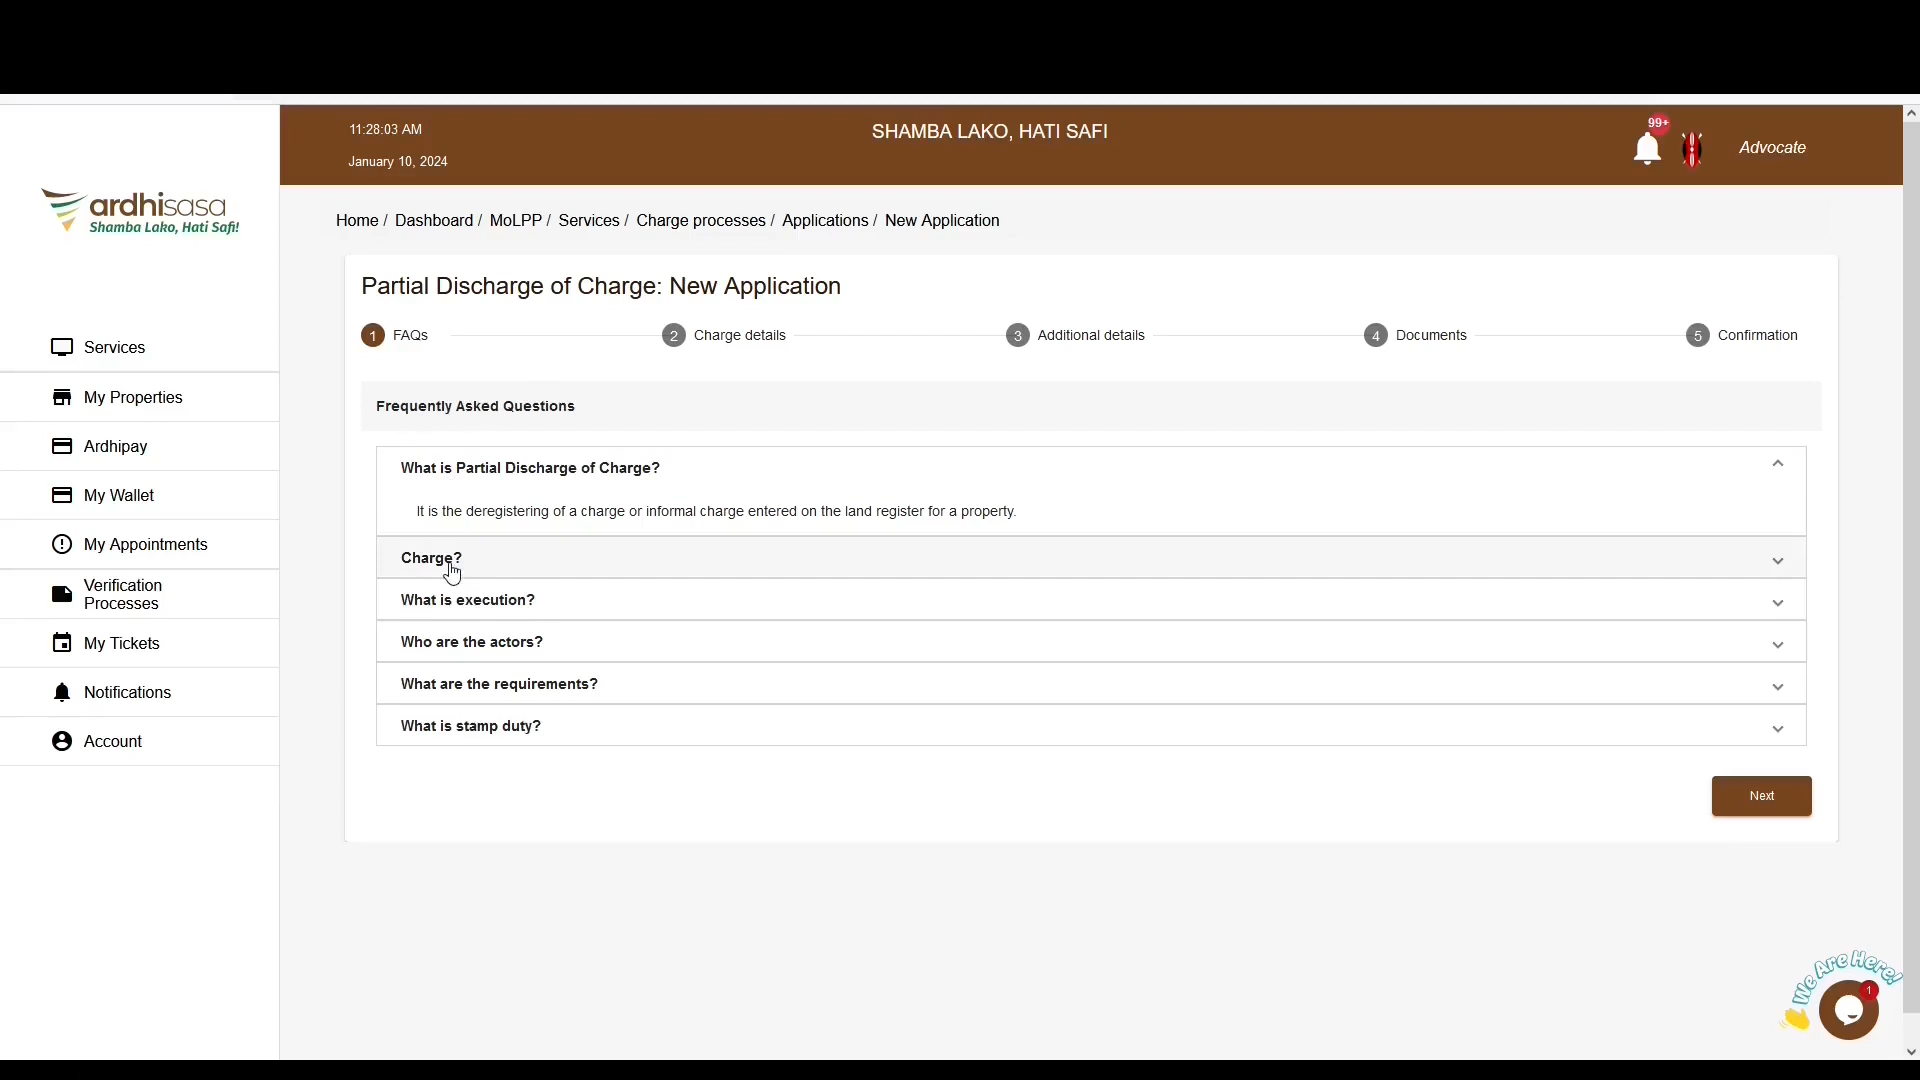 11:28:03 AM
SHAMBA LAKO, HATI SAFI
99+
Advocate
January 10, 2024
ardhisasa
Shamba Lako, Hati Safi!
Services
My Properties
Ardhipay
My Wallet
My Appointments
Verification
Processes
My Tickets
Notifications
Account
Home / Dashboard / MoLPP / Services / Charge processes / Applications / New Application
Partial Discharge of Charge: New Application
1 FAQs
2 Charge details
3 Additional details
4 Documents
5 Confirmation
Frequently Asked Questions
What is Partial Discharge of Charge?
It is the deregistering of a charge or informal charge entered on the land register for a property.
Charge?
What is execution?
Who are the actors?
What are the requirements?
What is stamp duty?
Next
We Are Here!
1